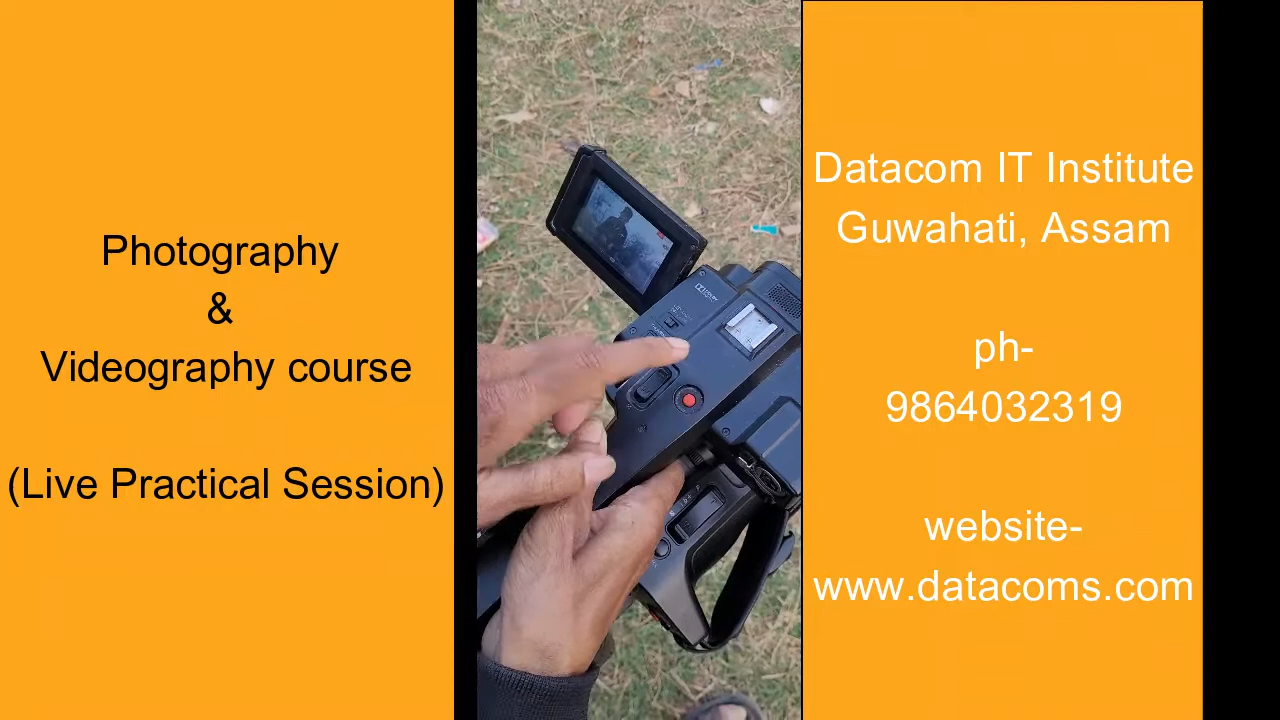 Photography
&
Videography course
(Live Practical Session)
Datacom IT Institute
Guwahati, Assam
ph-
9864032319
website-
www.datacoms.com